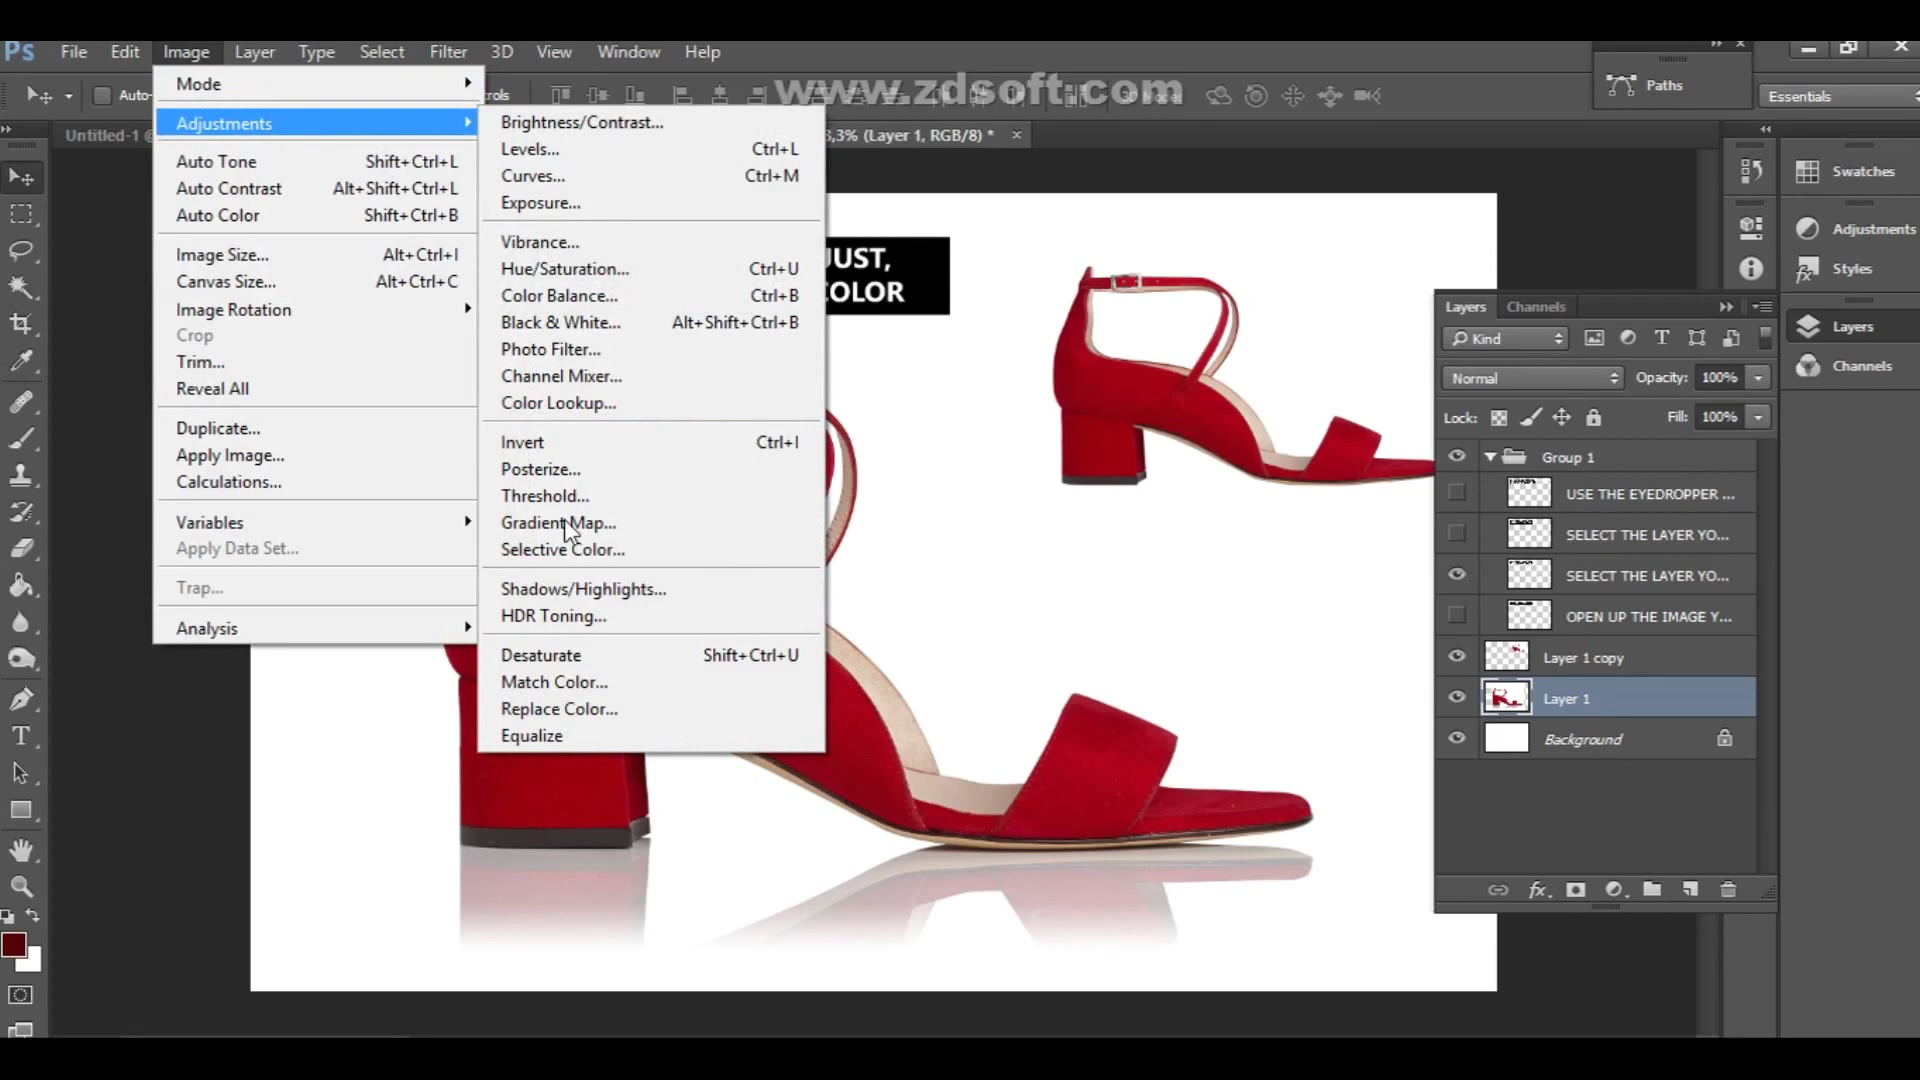 Ps File Edit Image Layer Type Select Filter 3D View Window Help
Auto-
www.zdsoft.com
Paths
Essentials
Untitled-1 @
3,3% (Layer 1, RGB/8) *
Mode
Adjustments
Auto Tone Shift+Ctrl+L
Auto Contrast Alt+Shift+Ctrl+L
Auto Color Shift+Ctrl+B
Image Size... Alt+Ctrl+I
Canvas Size... Alt+Ctrl+C
Image Rotation
Crop
Trim...
Reveal All
Duplicate...
Apply Image...
Calculations...
Variables
Apply Data Set...
Trap...
Analysis
Brightness/Contrast...
Levels... Ctrl+L
Curves... Ctrl+M
Exposure...
Vibrance...
Hue/Saturation... Ctrl+U
Color Balance... Ctrl+B
Black & White... Alt+Shift+Ctrl+B
Photo Filter...
Channel Mixer...
Color Lookup...
Invert Ctrl+I
Posterize...
Threshold...
Gradient Map...
Selective Color...
Shadows/Highlights...
HDR Toning...
Desaturate Shift+Ctrl+U
Match Color...
Replace Color...
Equalize
JUST,
COLOR
Swatches
Adjustments
Styles
Layers
Channels
Layers Channels
Kind
Normal Opacity: 100%
Lock: Fill: 100%
Group 1
USE THE EYEDROPPER ...
SELECT THE LAYER YO...
SELECT THE LAYER YO...
OPEN UP THE IMAGE Y...
Layer 1 copy
Layer 1
Background
fx